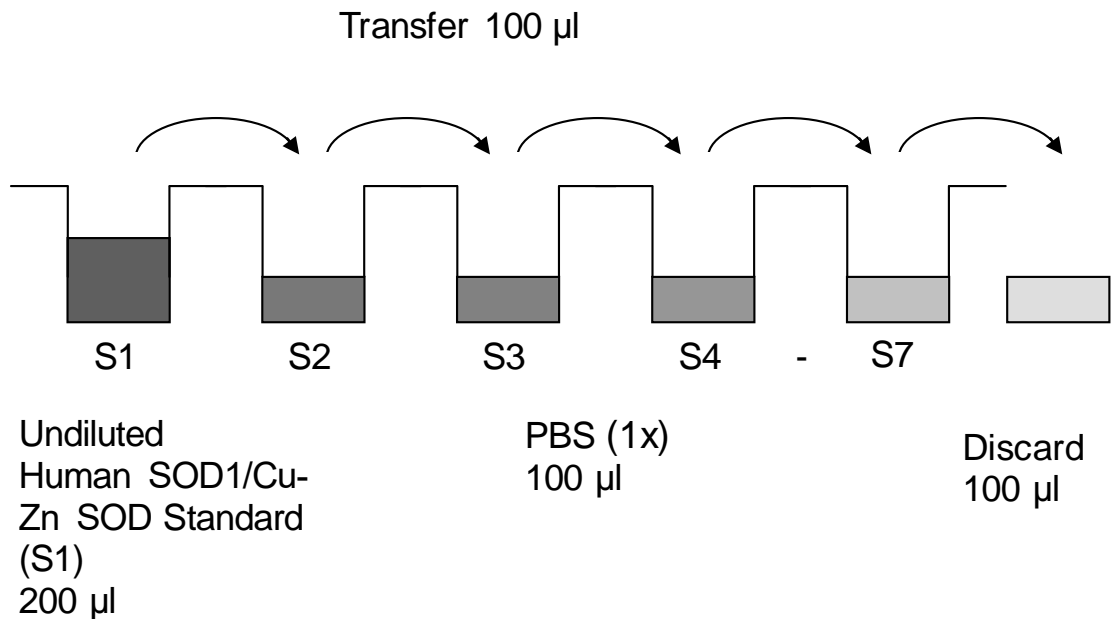 Transfer 100 µl
S1 S2 S3 S4 - S7
Undiluted
Human SOD1/Cu-
Zn SOD Standard
(S1)
200 µl
PBS (1x)
100 µl
Discard
100 µl